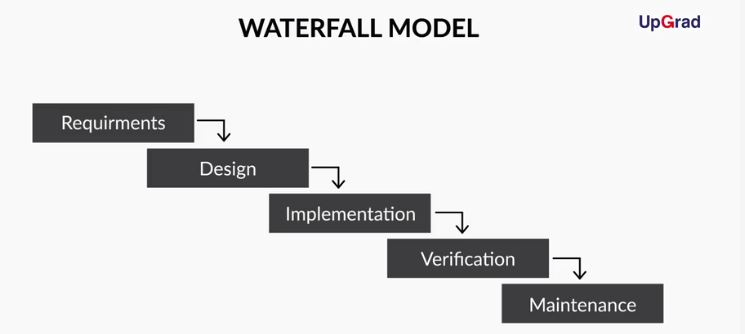 WATERFALL MODEL
UpGrad
Requirments
Design
Implementation
Verification
Maintenance